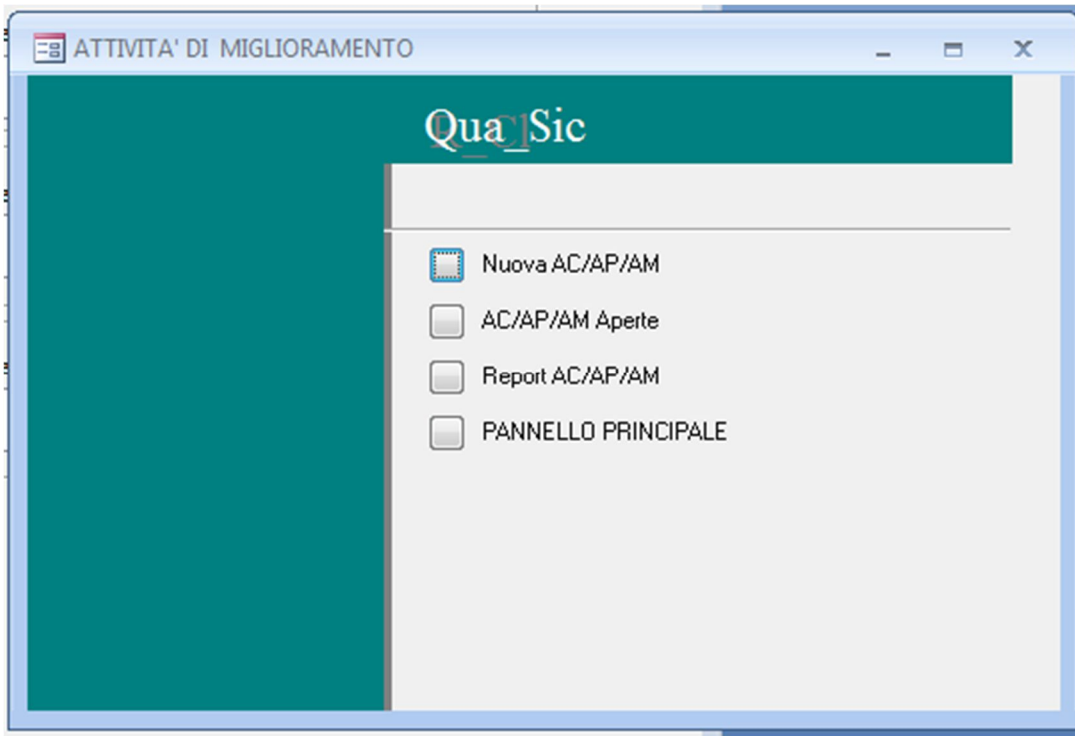 ATTIVITA' DI MIGLIORAMENTO
Qua_Sic
Nuova AC/AP/AM
AC/AP/AM Aperte
Report AC/AP/AM
PANNELLO PRINCIPALE